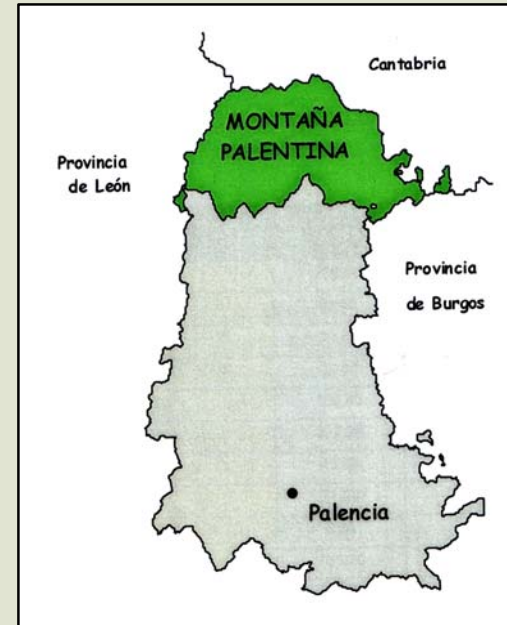 Cantabria
MONTAÑA
PALENTINA
Provincia
de León
Provincia
de Burgos
Palencia